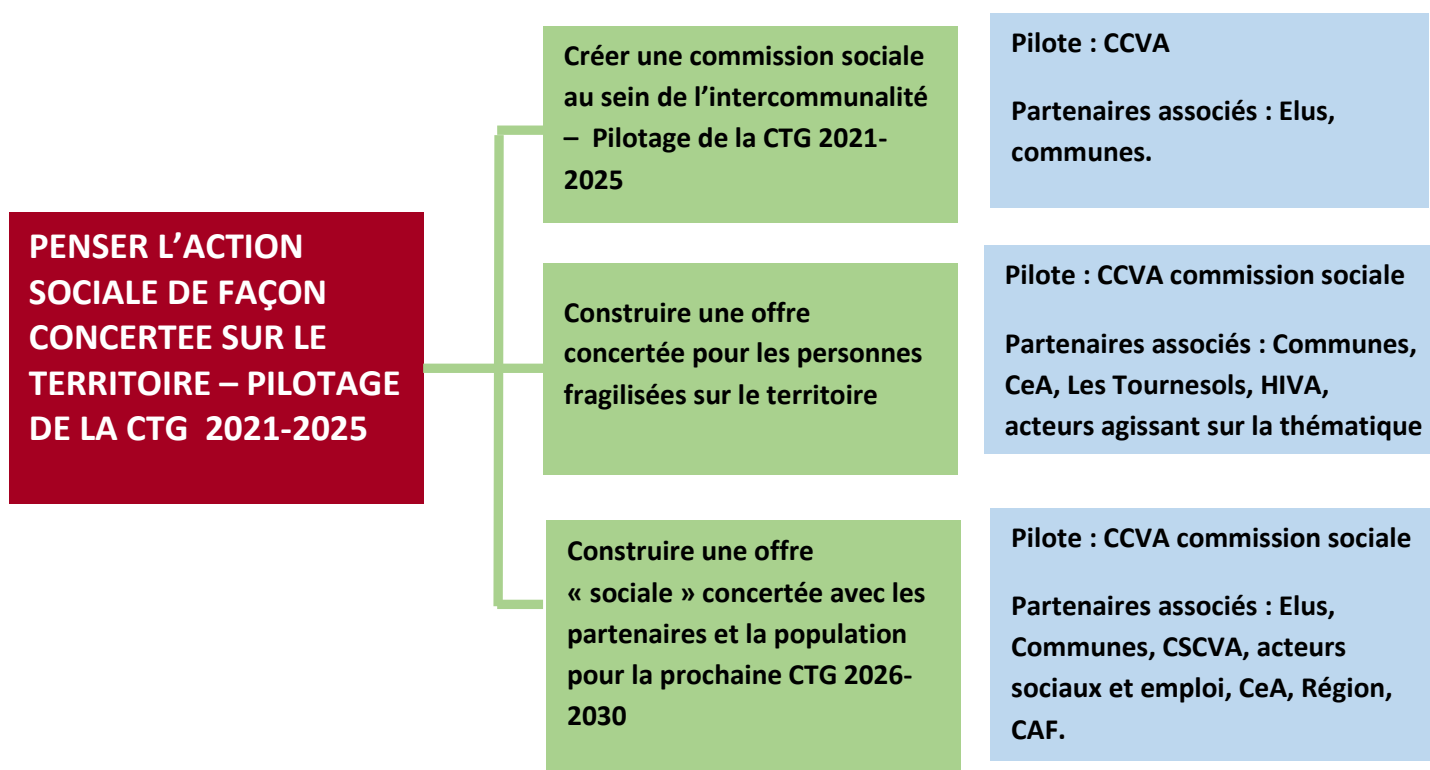 PENSER L’ACTION
SOCIALE DE FAÇON
CONCERTEE SUR LE
TERRITOIRE – PILOTAGE
DE LA CTG 2021-2025
Créer une commission sociale
au sein de l’intercommunalité
– Pilotage de la CTG 2021-
2025
Pilote : CCVA
Partenaires associés : Elus,
communes.
Construire une offre
concertée pour les personnes
fragilisées sur le territoire
Pilote : CCVA commission sociale
Partenaires associés : Communes,
CeA, Les Tournesols, HIVA,
acteurs agissant sur la thématique
Construire une offre
« sociale » concertée avec les
partenaires et la population
pour la prochaine CTG 2026-
2030
Pilote : CCVA commission sociale
Partenaires associés : Elus,
Communes, CSCVA, acteurs
sociaux et emploi, CeA, Région,
CAF.